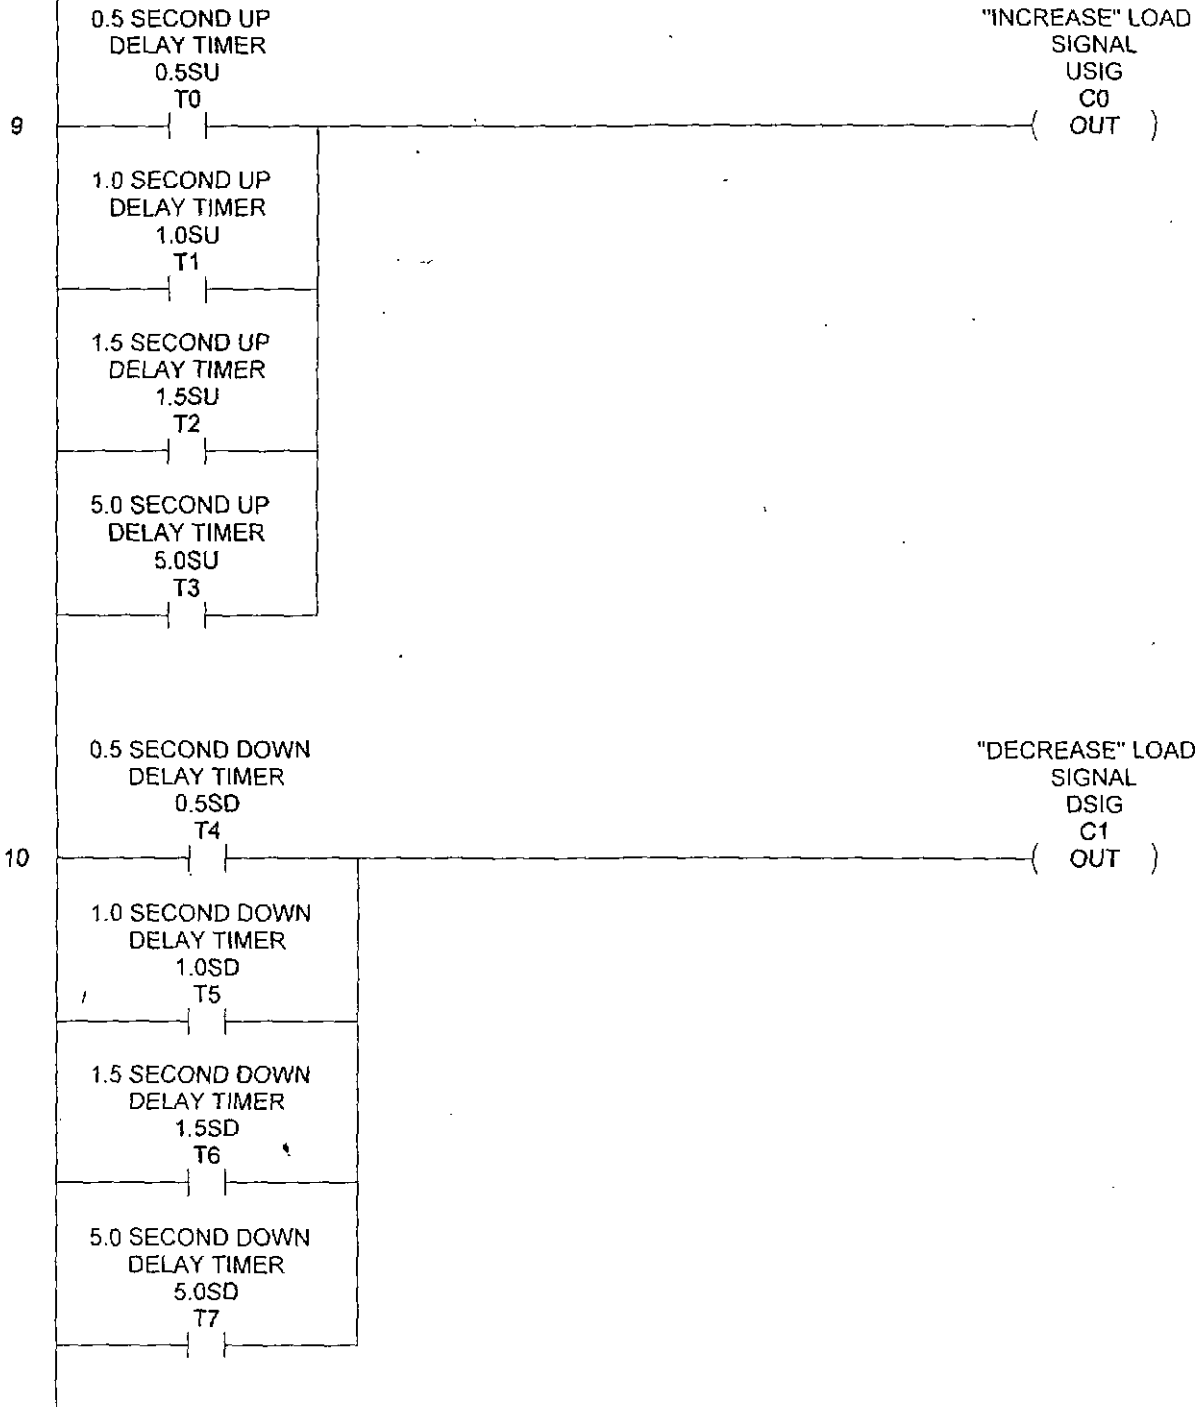 0.5 SECOND UP
DELAY TIMER
0.5SU
T0
"INCREASE" LOAD
SIGNAL
USIG
C0
9
OUT
1.0 SECOND UP
DELAY TIMER
1.0SU
T1
1.5 SECOND UP
DELAY TIMER
1.5SU
T2
5.0 SECOND UP
DELAY TIMER
5.0SU
T3
0.5 SECOND DOWN
DELAY TIMER
0.5SD
T4
"DECREASE" LOAD
SIGNAL
DSIG
C1
10
OUT
1.0 SECOND DOWN
DELAY TIMER
1.0SD
T5
1.5 SECOND DOWN
DELAY TIMER
1.5SD
T6
5.0 SECOND DOWN
DELAY TIMER
5.0SD
T7